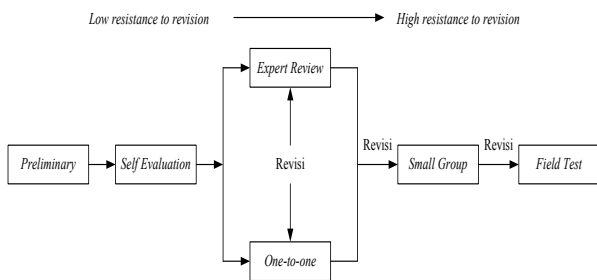 Low resistance to revision
High resistance to revision
Expert Review
Preliminary
Self Evaluation
Revisi
Revisi
Small Group
Revisi
Field Test
One-to-one